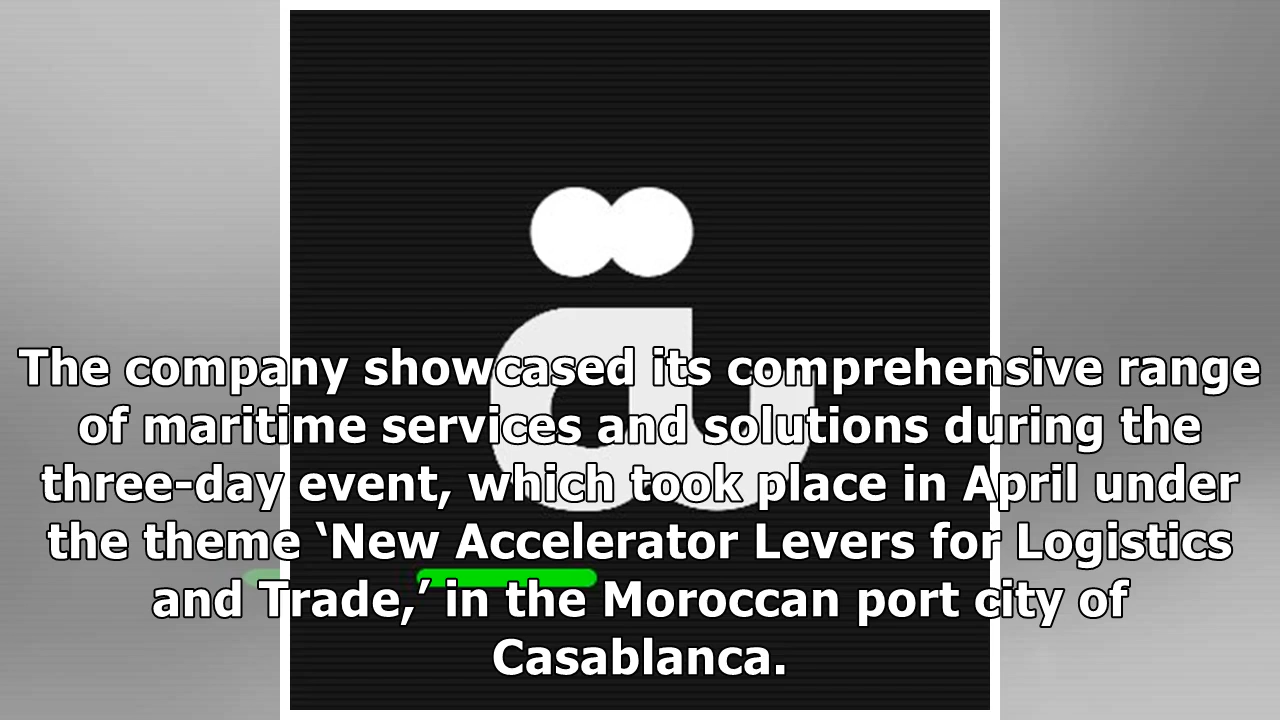 The company showcased its comprehensive range
of maritime services and solutions during the
three-day event, which took place in April under
the theme ‘New Accelerator Levers for Logistics
and Trade,’ in the Moroccan port city of
Casablanca.